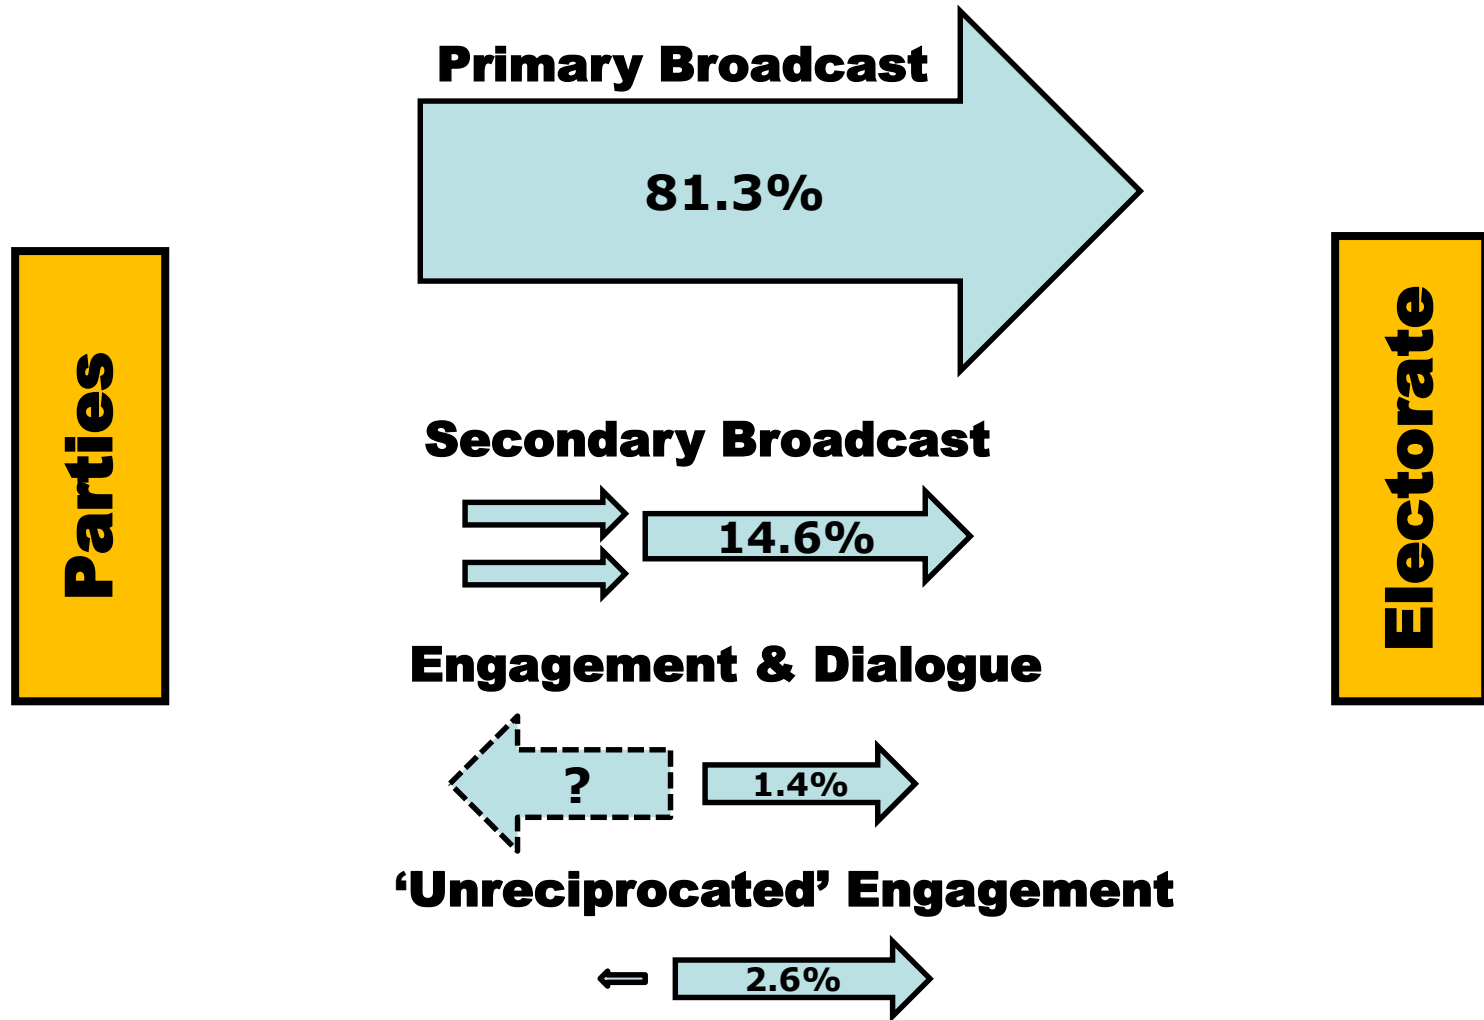 Primary Broadcast
81.3%
Parties
Electorate
Secondary Broadcast
14.6%
Engagement & Dialogue
?
1.4%
‘Unreciprocated’ Engagement
2.6%